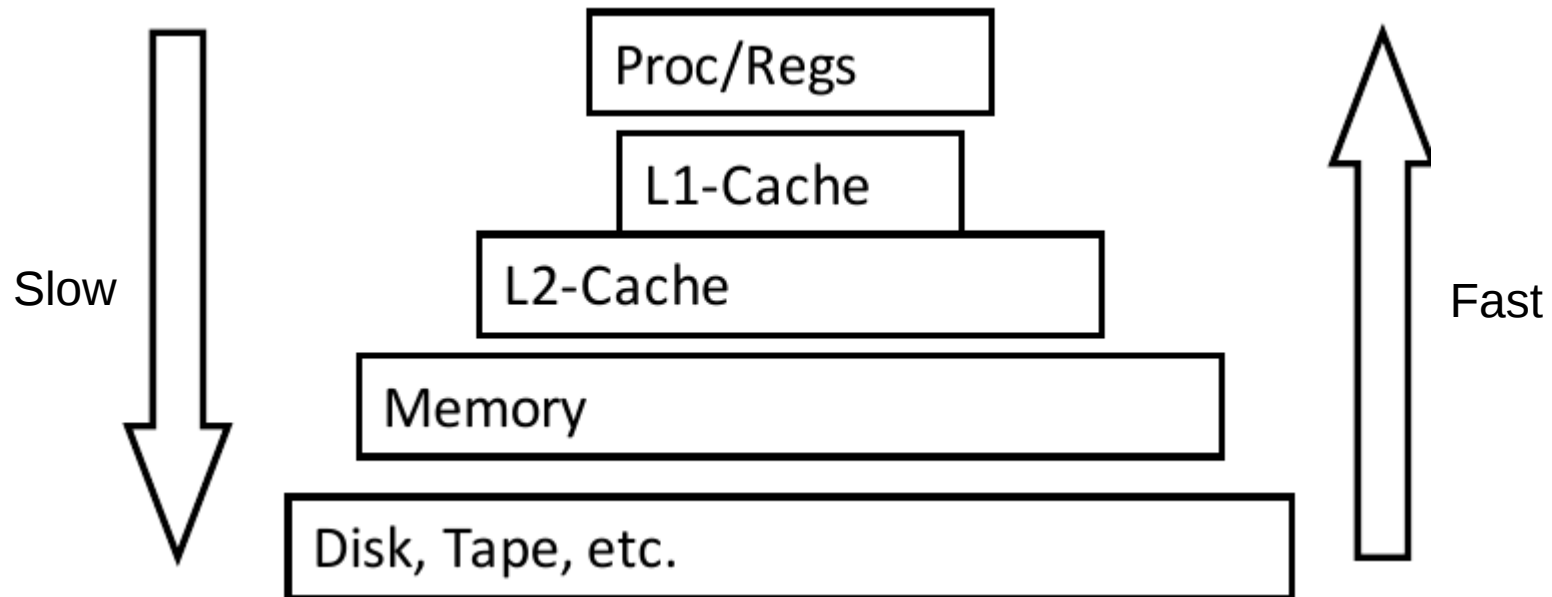 Proc/Regs
L1-Cache
L2-Cache
Slow
Fast
Memory
Disk, Tape, etc.